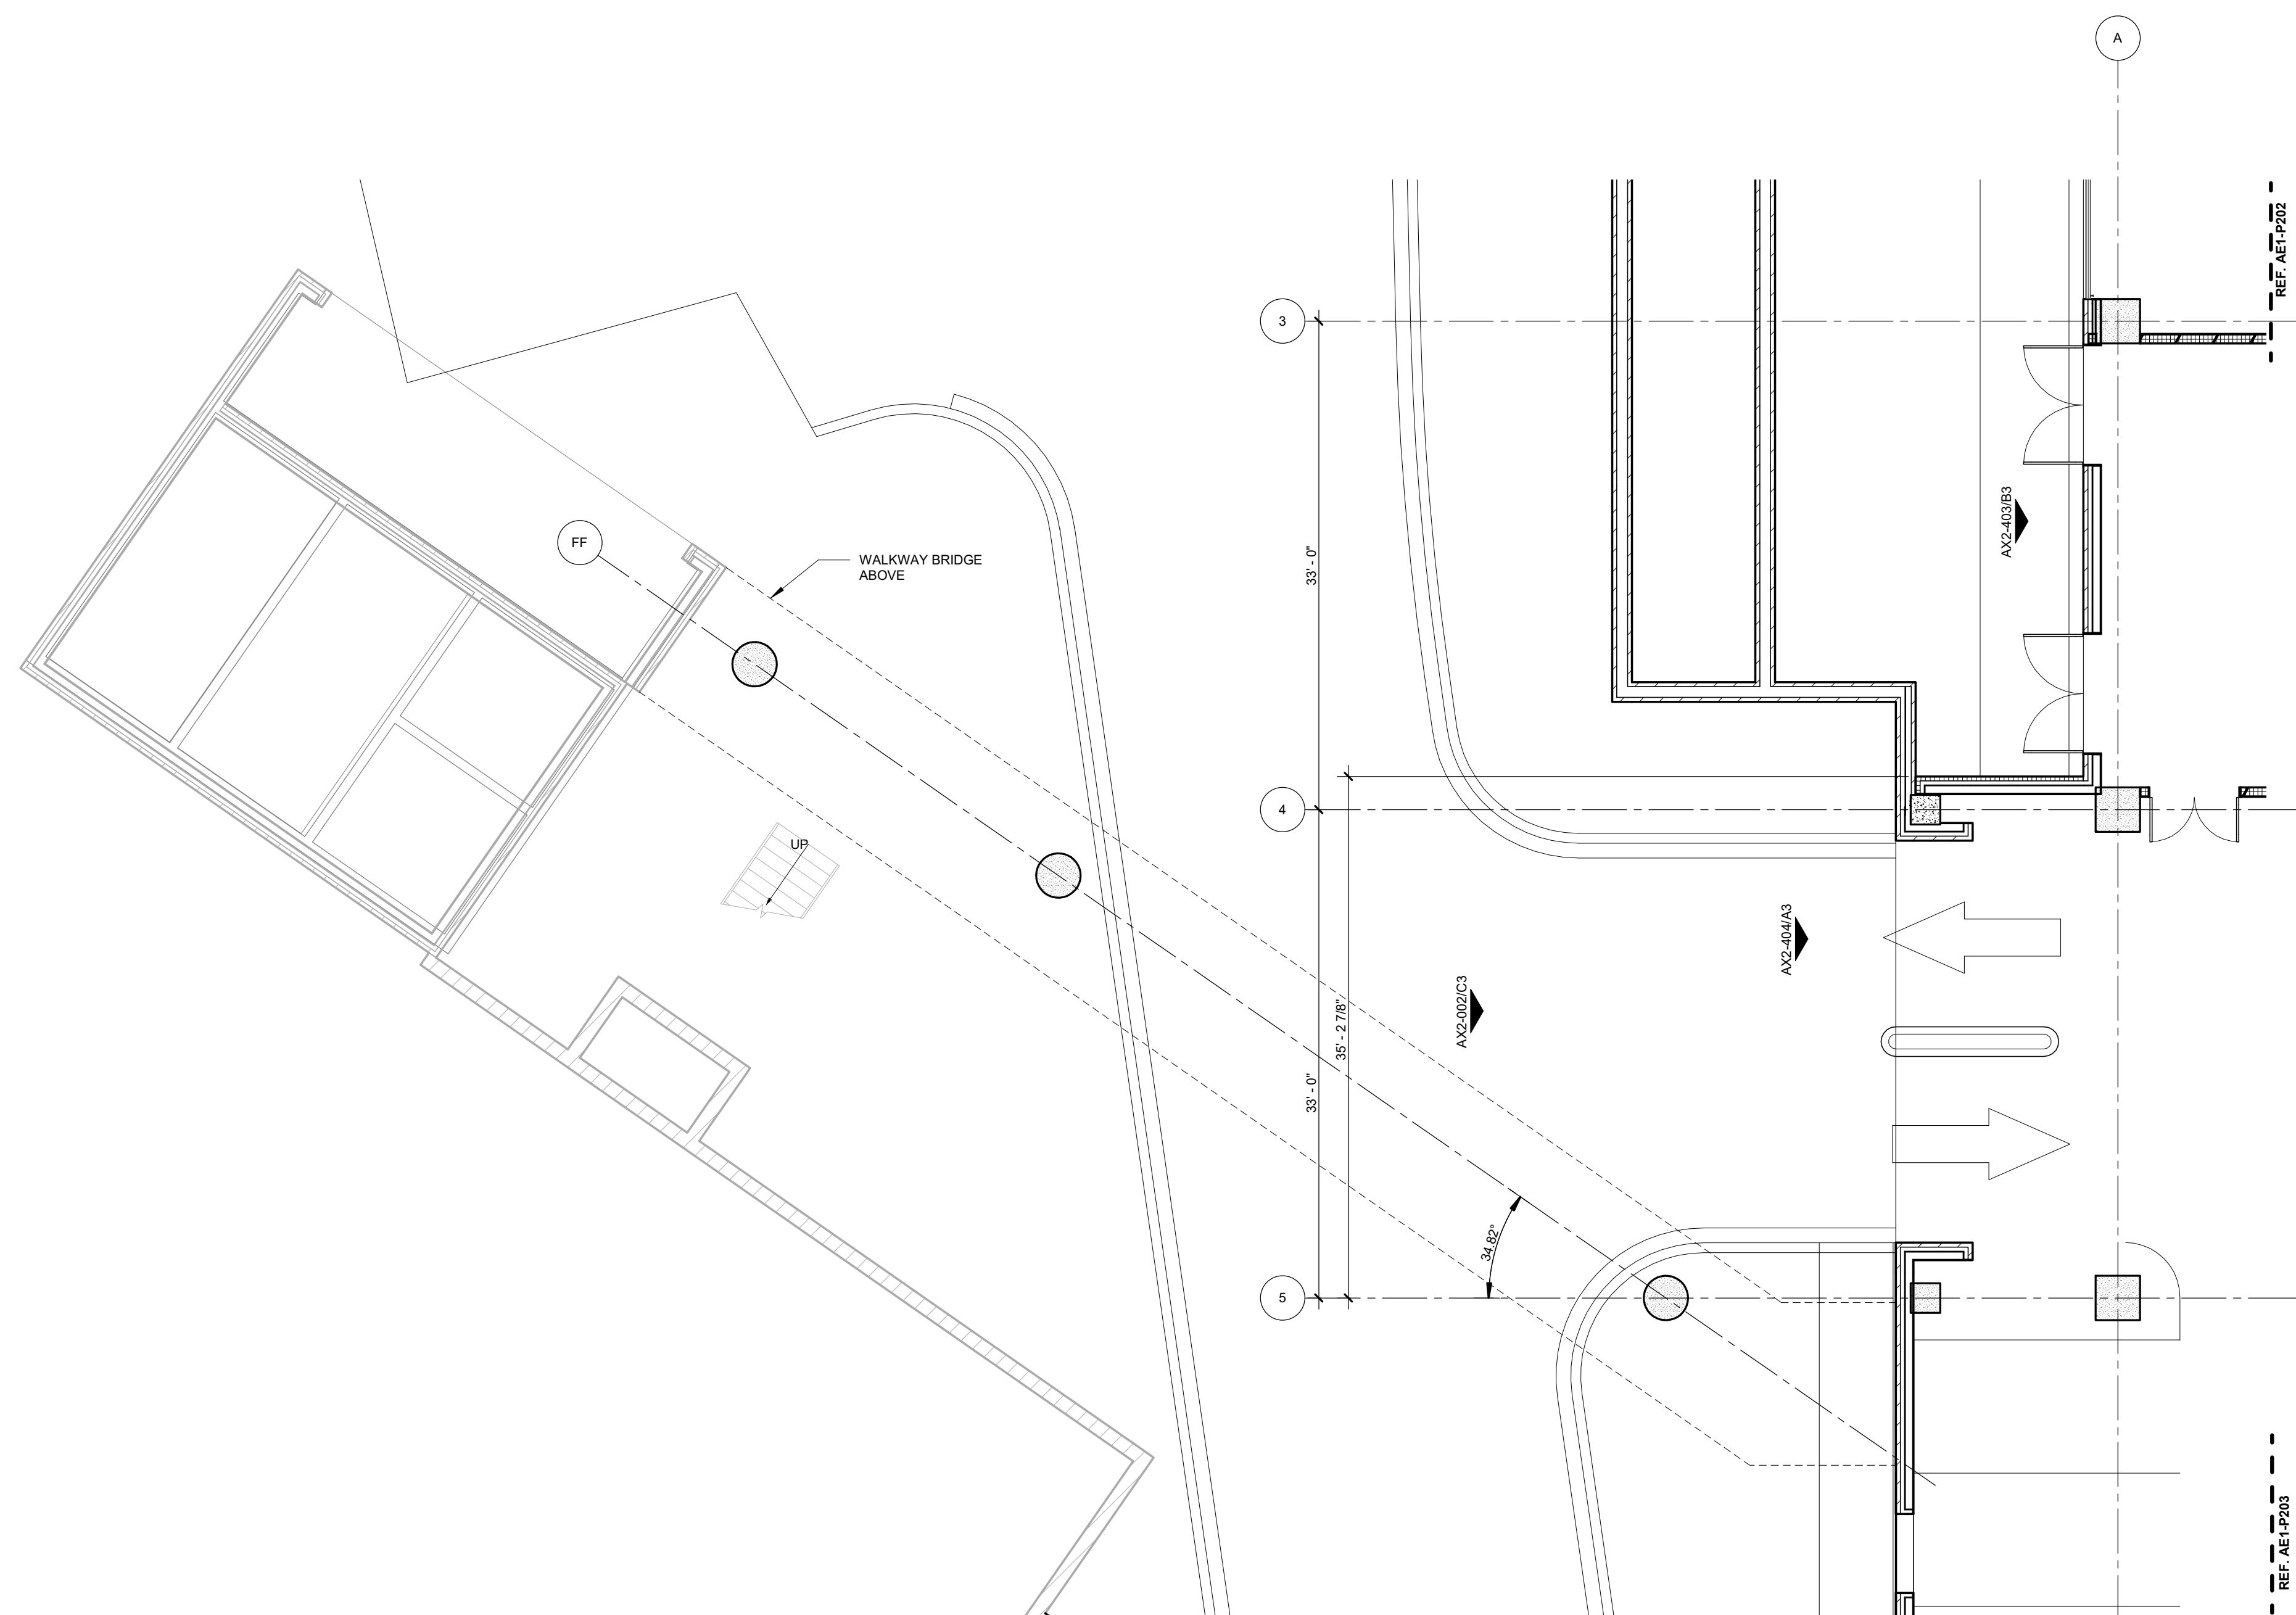 A
REF. AE1-P202
3
AX2-403/B3
FF
WALKWAY BRIDGE
ABOVE
33' - 0"
4
UP
AX2-404/A3
AX2-002/C3
35' - 2 7/8"
33' - 0"
34.82°
5
REF. AE1-P203